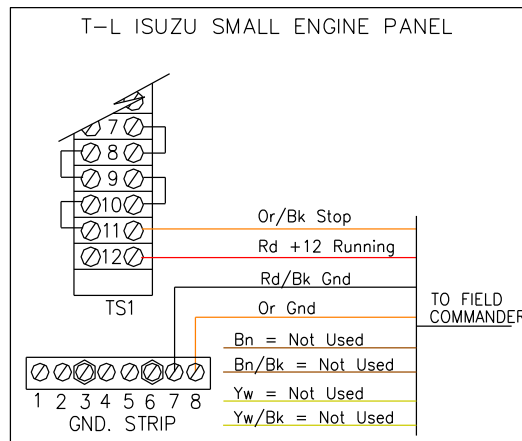 T-L ISUZU SMALL ENGINE PANEL
7
8
9
10
11
12
TS1
Or/Bk Stop
Rd +12 Running
Rd/Bk Gnd
Or Gnd
Bn = Not Used
Bn/Bk = Not Used
Yw = Not Used
Yw/Bk = Not Used
TO FIELD
COMMANDER
1 2 3 4 5 6 7 8
GND. STRIP